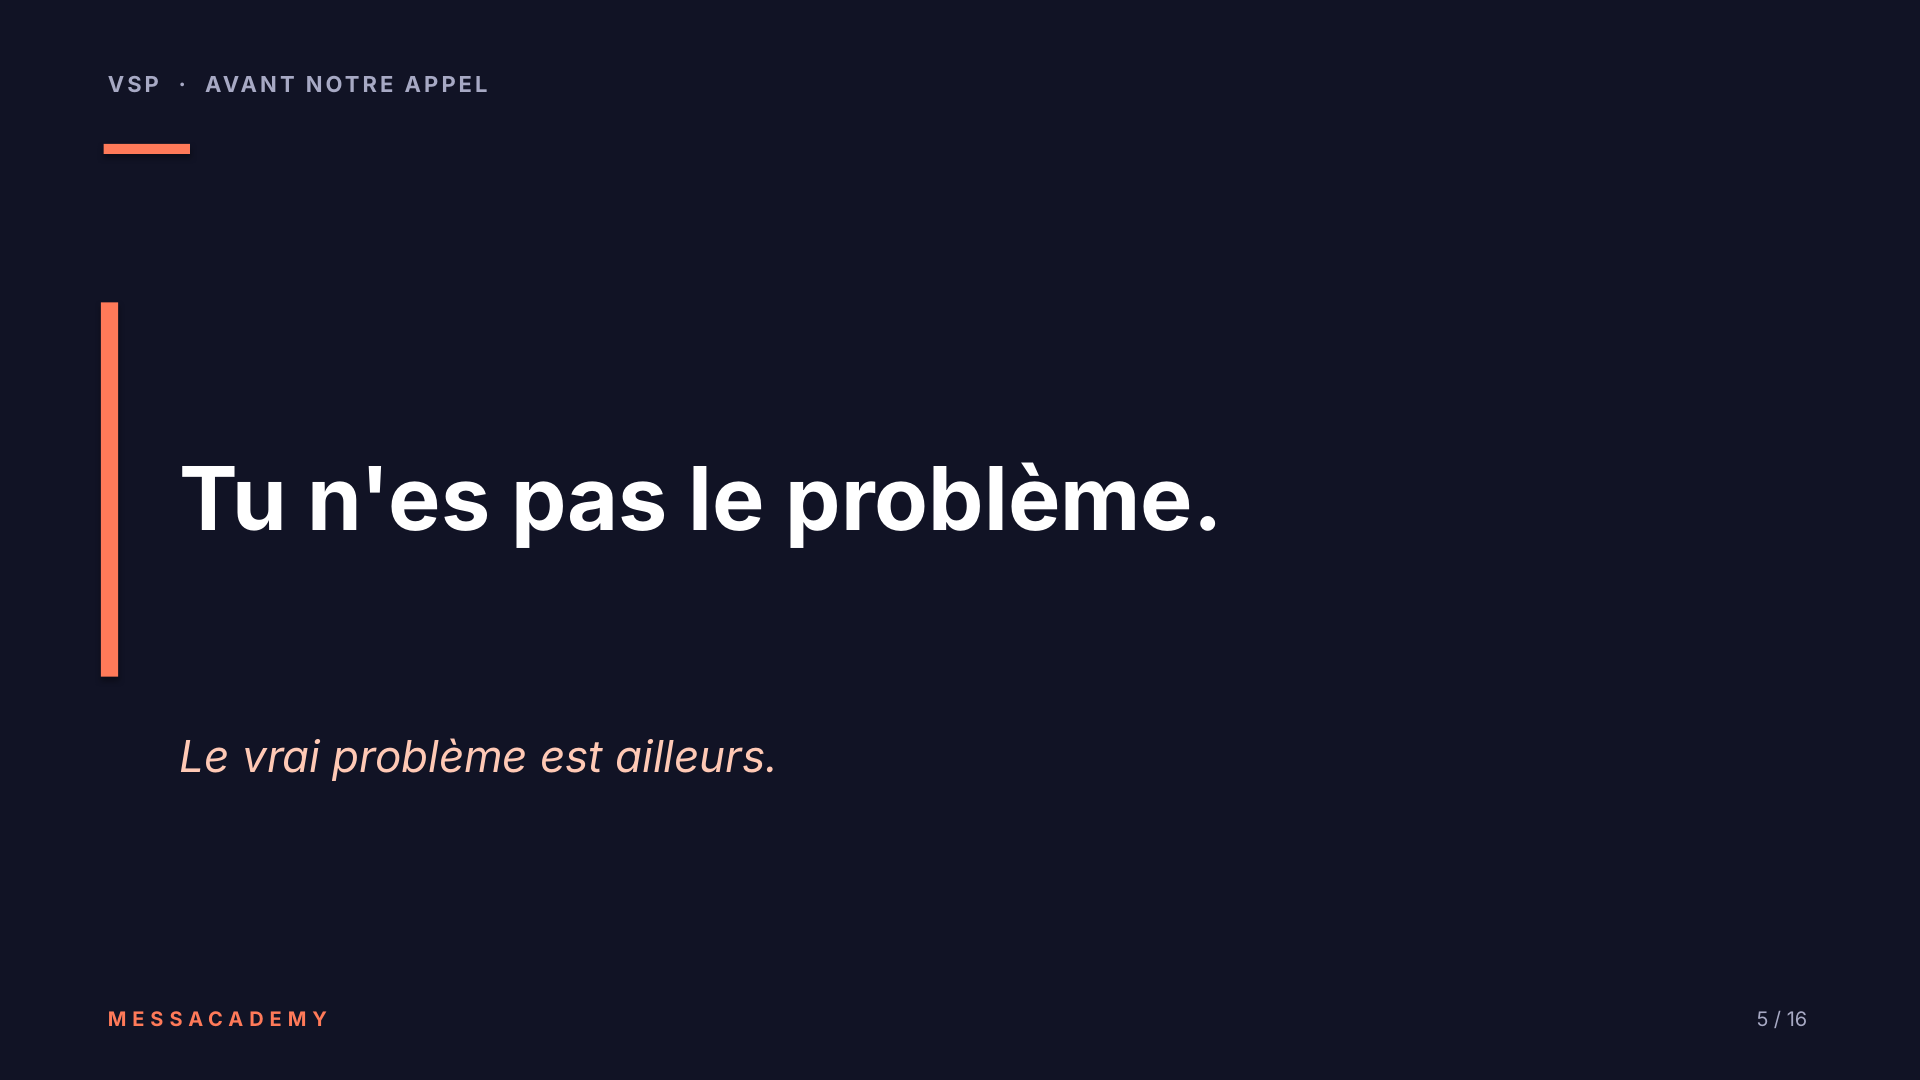 VSP · AVANT NOTRE APPEL
Tu n'es pas le problème.
Le vrai problème est ailleurs.
MESSACADEMY
5 / 16